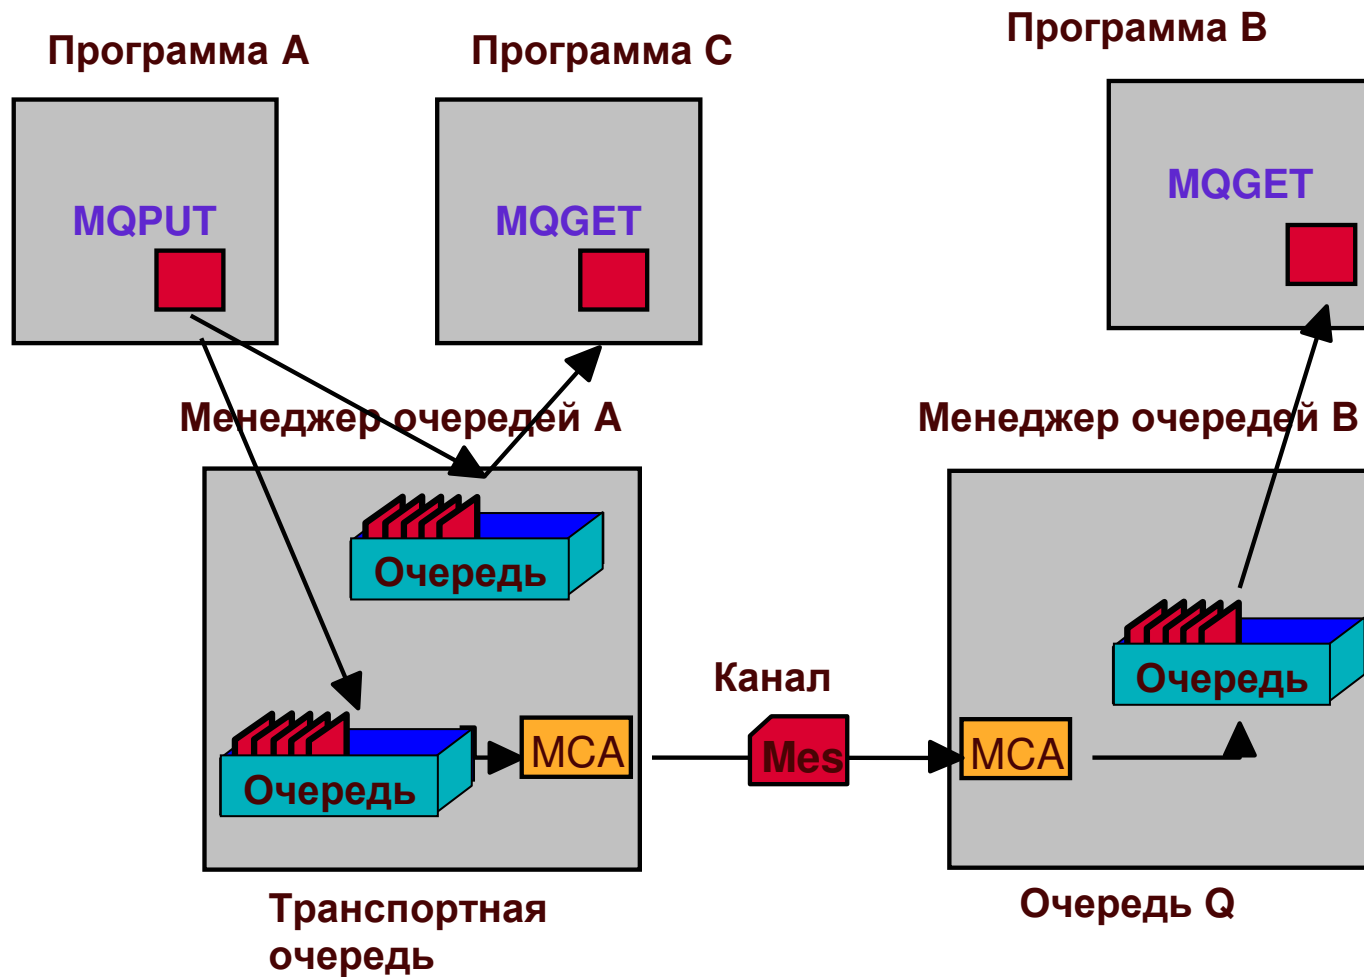 Программа A
Программа C
Программа B
MQPUT
MQGET
MQGET
Менеджер очередей A
Менеджер очередей B
Очередь
Очередь
Канал
MCA
Mes
MCA
Очередь
Транспортная
очередь
Очередь Q